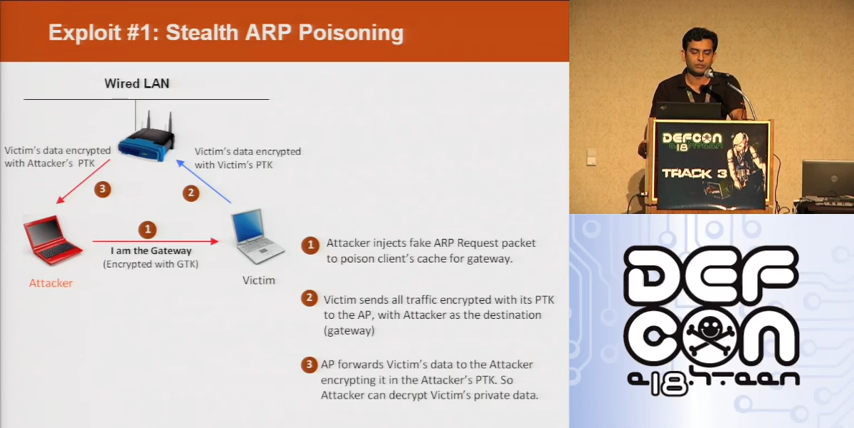 Exploit #1: Stealth ARP Poisoning
Wired LAN
Victim's data encrypted
with Attacker's PTK
Victim's data encrypted
with Victim's PTK
3
2
1
I am the Gateway
(Encrypted with GTK)
Attacker
Victim
1 Attacker injects fake ARP Request packet
to poison client's cache for gateway.
2 Victim sends all traffic encrypted with its PTK
to the AP, with Attacker as the destination
(gateway)
3 AP forwards Victim's data to the Attacker
encrypting it in the Attacker's PTK. So
Attacker can decrypt Victim's private data.
DEFCON
18
TRACK 3
DEF
CON
e18.h-teen